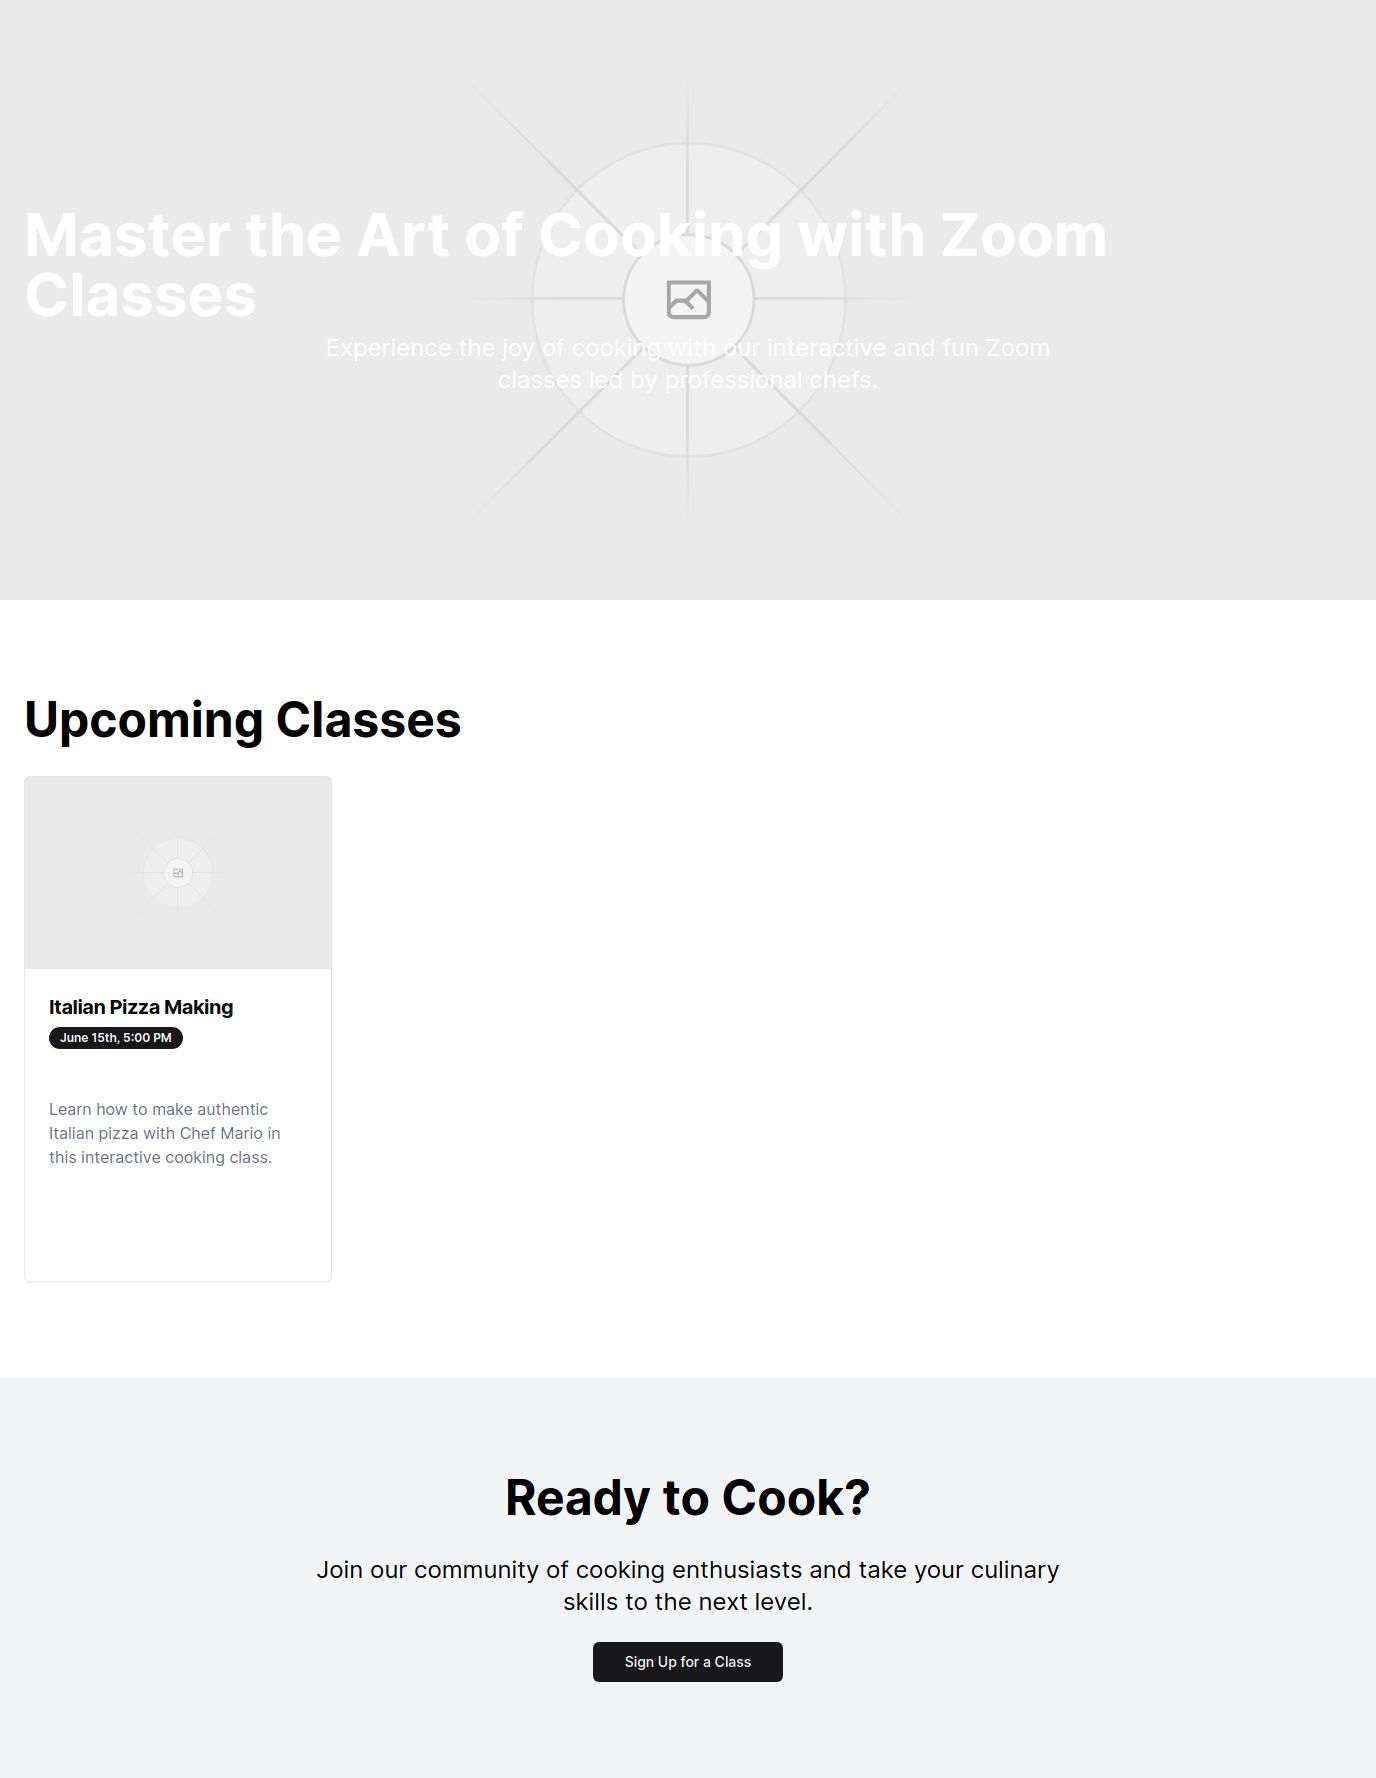 Master the Art of Cooking with Zoom
Classes
Experience the joy of cooking with our interactive and fun Zoom
classes led by professional chefs.
Upcoming Classes
Italian Pizza Making
June 15th, 5:00 PM
Learn how to make authentic
Italian pizza with Chef Mario in
this interactive cooking class.
Ready to Cook?
Join our community of cooking enthusiasts and take your culinary
skills to the next level.
Sign Up for a Class